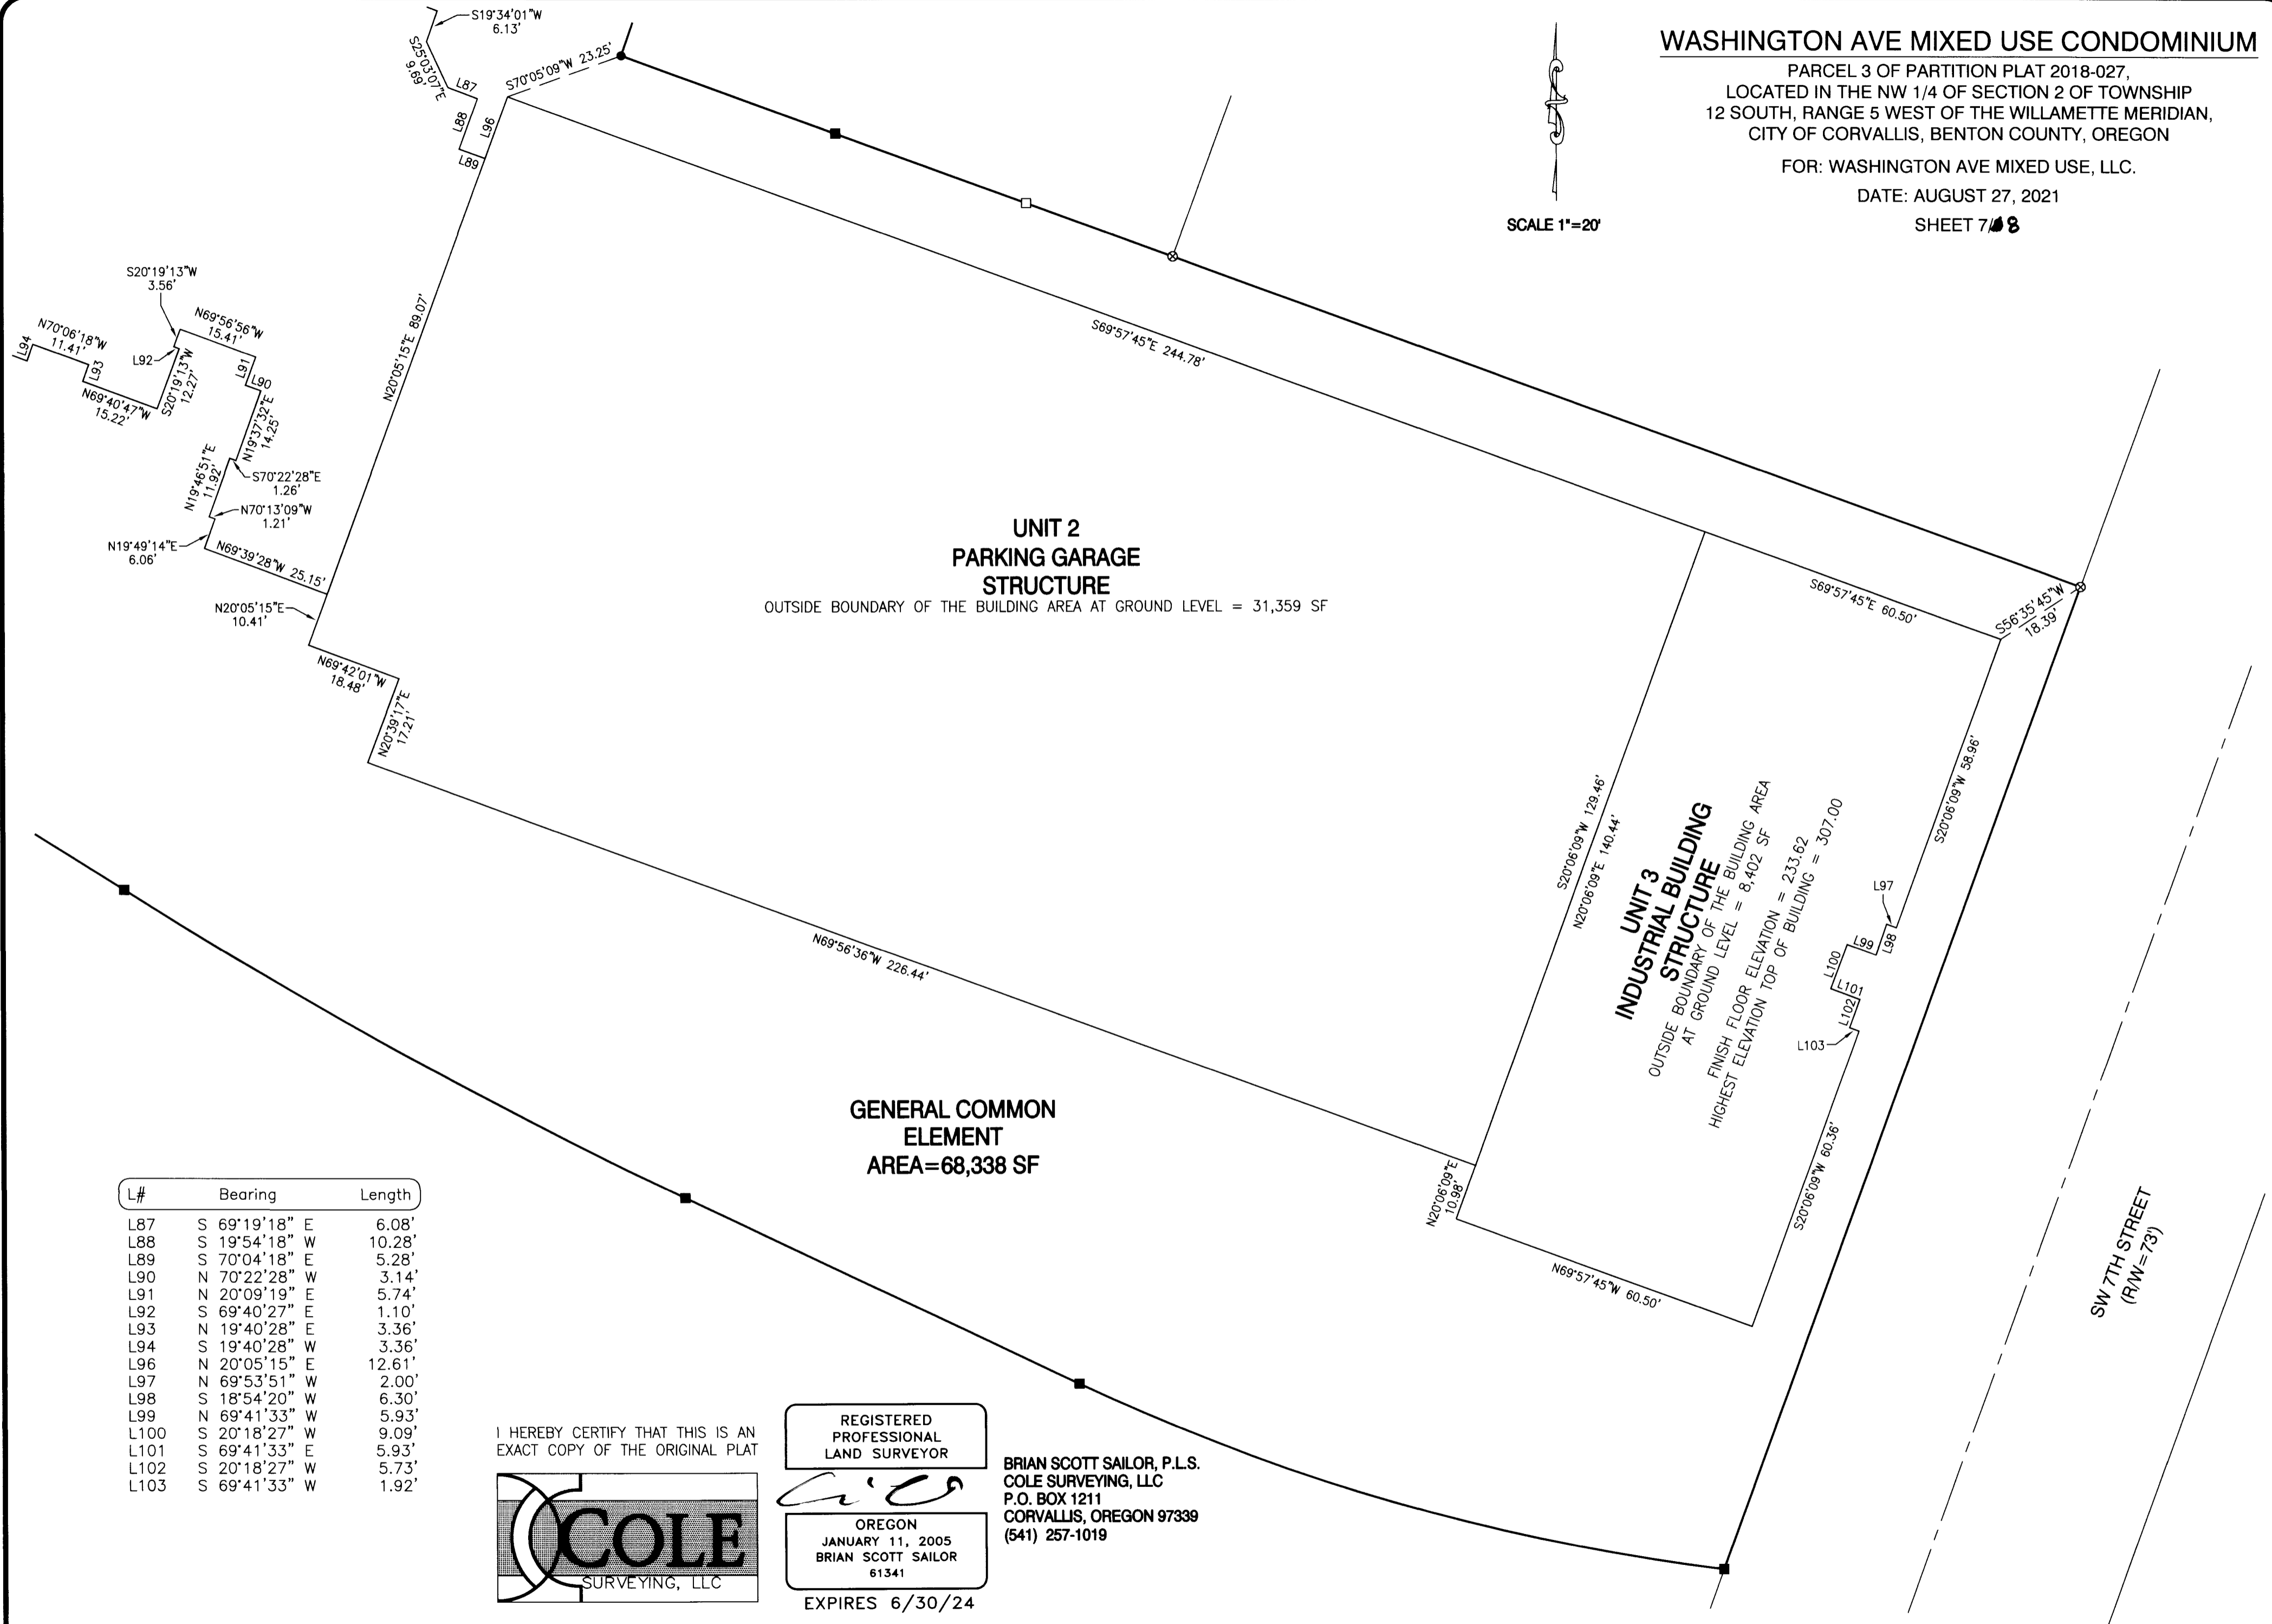 WASHINGTON AVE MIXED USE CONDOMINIUM
PARCEL 3 OF PARTITION PLAT 2018-027,
LOCATED IN THE NW 1/4 OF SECTION 2 OF TOWNSHIP
12 SOUTH, RANGE 5 WEST OF THE WILLAMETTE MERIDIAN,
CITY OF CORVALLIS, BENTON COUNTY, OREGON
FOR: WASHINGTON AVE MIXED USE, LLC.
DATE: AUGUST 27, 2021
SHEET 7/ 8
SCALE 1"=20'
S19°34'01"W
6.13'
S25°03'07"E
9.69'
L87
L88
L89
L96
S70°05'09"W 23.25'
S20°19'13"W
3.56'
N69°56'56"W
15.41'
N70°06'18"W
11.41'
L94
L93
L92
L91
L90
N69°40'47"W
15.22'
S20°19'13"W
12.27'
N19°37'32"E
14.25'
N19°46'51"E
11.92'
S70°22'28"E
1.26'
N70°13'09"W
1.21'
N19°49'14"E
6.06'
N69°39'28"W 25.15'
N20°05'15"E
10.41'
N20°05'15"E 89.07'
N69°42'01"W
18.48'
N20°39'17"E
17.21'
S69°57'45"E 244.78'
UNIT 2
PARKING GARAGE
STRUCTURE
OUTSIDE BOUNDARY OF THE BUILDING AREA AT GROUND LEVEL = 31,359 SF
S69°57'45"E 60.50'
S56°35'45"W
18.39'
S20°06'09"W 129.46'
N20°06'09"E 140.44'
UNIT 3
INDUSTRIAL BUILDING
STRUCTURE
OUTSIDE BOUNDARY OF THE BUILDING AREA
AT GROUND LEVEL = 8,402 SF
FINISH FLOOR ELEVATION = 233.62
HIGHEST ELEVATION TOP OF BUILDING = 307.00
S20°06'09"W 58.96'
L97
L98
L99
L100
L101
L102
L103
S20°06'09"W 60.36'
N69°56'36"W 226.44'
N20°06'09"E
10.98'
N69°57'45"W 60.50'
GENERAL COMMON
ELEMENT
AREA=68,338 SF
SW 7TH STREET
(R/W=73')
L# Bearing Length
L87 S 69°19'18" E 6.08'
L88 S 19°54'18" W 10.28'
L89 S 70°04'18" E 5.28'
L90 N 70°22'28" W 3.14'
L91 N 20°09'19" E 5.74'
L92 S 69°40'27" E 1.10'
L93 N 19°40'28" E 3.36'
L94 S 19°40'28" W 3.36'
L96 N 20°05'15" E 12.61'
L97 N 69°53'51" W 2.00'
L98 S 18°54'20" W 6.30'
L99 N 69°41'33" W 5.93'
L100 S 20°18'27" W 9.09'
L101 S 69°41'33" E 5.93'
L102 S 20°18'27" W 5.73'
L103 S 69°41'33" W 1.92'
I HEREBY CERTIFY THAT THIS IS AN
EXACT COPY OF THE ORIGINAL PLAT
COLE
SURVEYING, LLC
REGISTERED
PROFESSIONAL
LAND SURVEYOR
OREGON
JANUARY 11, 2005
BRIAN SCOTT SAILOR
61341
EXPIRES 6/30/24
BRIAN SCOTT SAILOR, P.L.S.
COLE SURVEYING, LLC
P.O. BOX 1211
CORVALLIS, OREGON 97339
(541) 257-1019